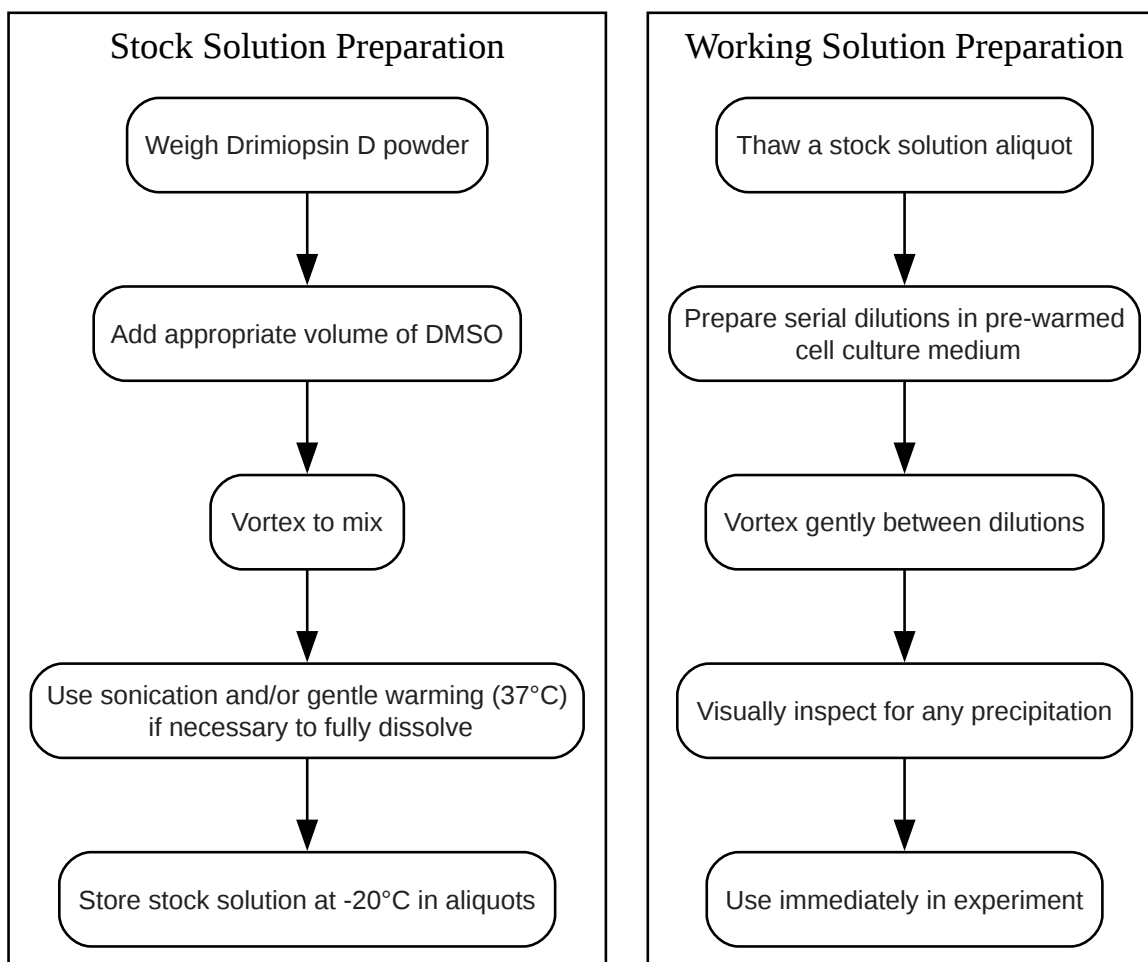 Stock Solution Preparation
Weigh Drimiopsin D powder
Add appropriate volume of DMSO
Vortex to mix
Use sonication and/or gentle warming (37°C)
if necessary to fully dissolve
Store stock solution at -20°C in aliquots
Working Solution Preparation
Thaw a stock solution aliquot
Prepare serial dilutions in pre-warmed
cell culture medium
Vortex gently between dilutions
Visually inspect for any precipitation
Use immediately in experiment